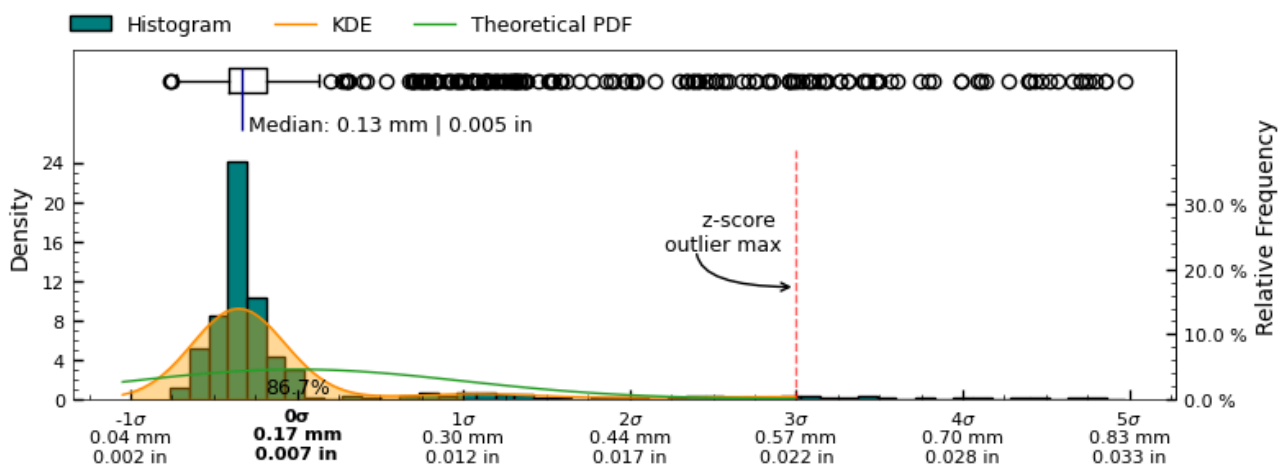 Histogram KDE Theoretical PDF
Median: 0.13 mm | 0.005 in
Density
24
20
16
12
8
4
0
z-score
outlier max
86.7%
Relative Frequency
30.0 %
20.0 %
10.0 %
0.0 %
-1σ 0σ 1σ 2σ 3σ 4σ 5σ
0.04 mm 0.17 mm 0.30 mm 0.44 mm 0.57 mm 0.70 mm 0.83 mm
0.002 in 0.007 in 0.012 in 0.017 in 0.022 in 0.028 in 0.033 in